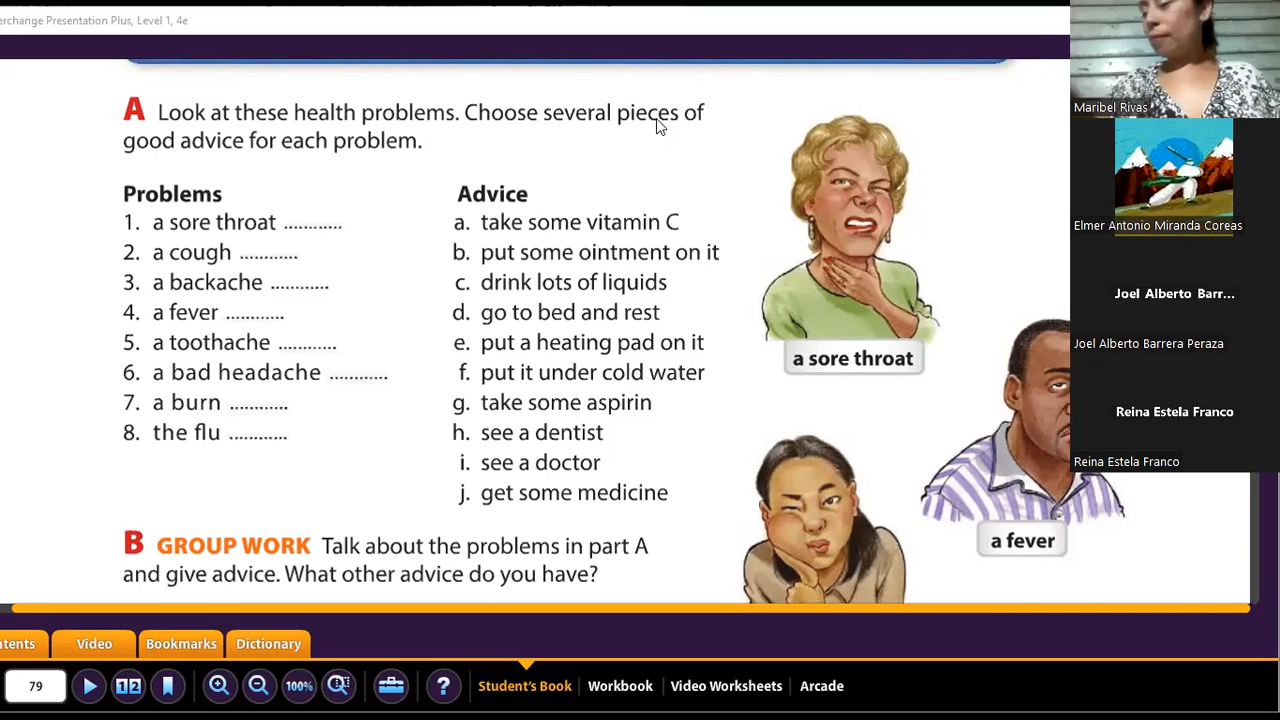 erchange Presentation Plus, Level 1, 4e
A Look at these health problems. Choose several pieces of
good advice for each problem.
Problems
1. a sore throat ............
2. a cough ............
3. a backache ............
4. a fever ............
5. a toothache ............
6. a bad headache ............
7. a burn ............
8. the flu ............
Advice
a. take some vitamin C
b. put some ointment on it
c. drink lots of liquids
d. go to bed and rest
e. put a heating pad on it
f. put it under cold water
g. take some aspirin
h. see a dentist
i. see a doctor
j. get some medicine
a sore throat
a fever
B GROUP WORK Talk about the problems in part A
and give advice. What other advice do you have?
Maribel Rivas
Elmer Antonio Miranda Coreas
Joel Alberto Barr...
Joel Alberto Barrera Peraza
Reina Estela Franco
Reina Estela Franco
ntents Video Bookmarks Dictionary
79 12 100% ? Student's Book Workbook Video Worksheets Arcade